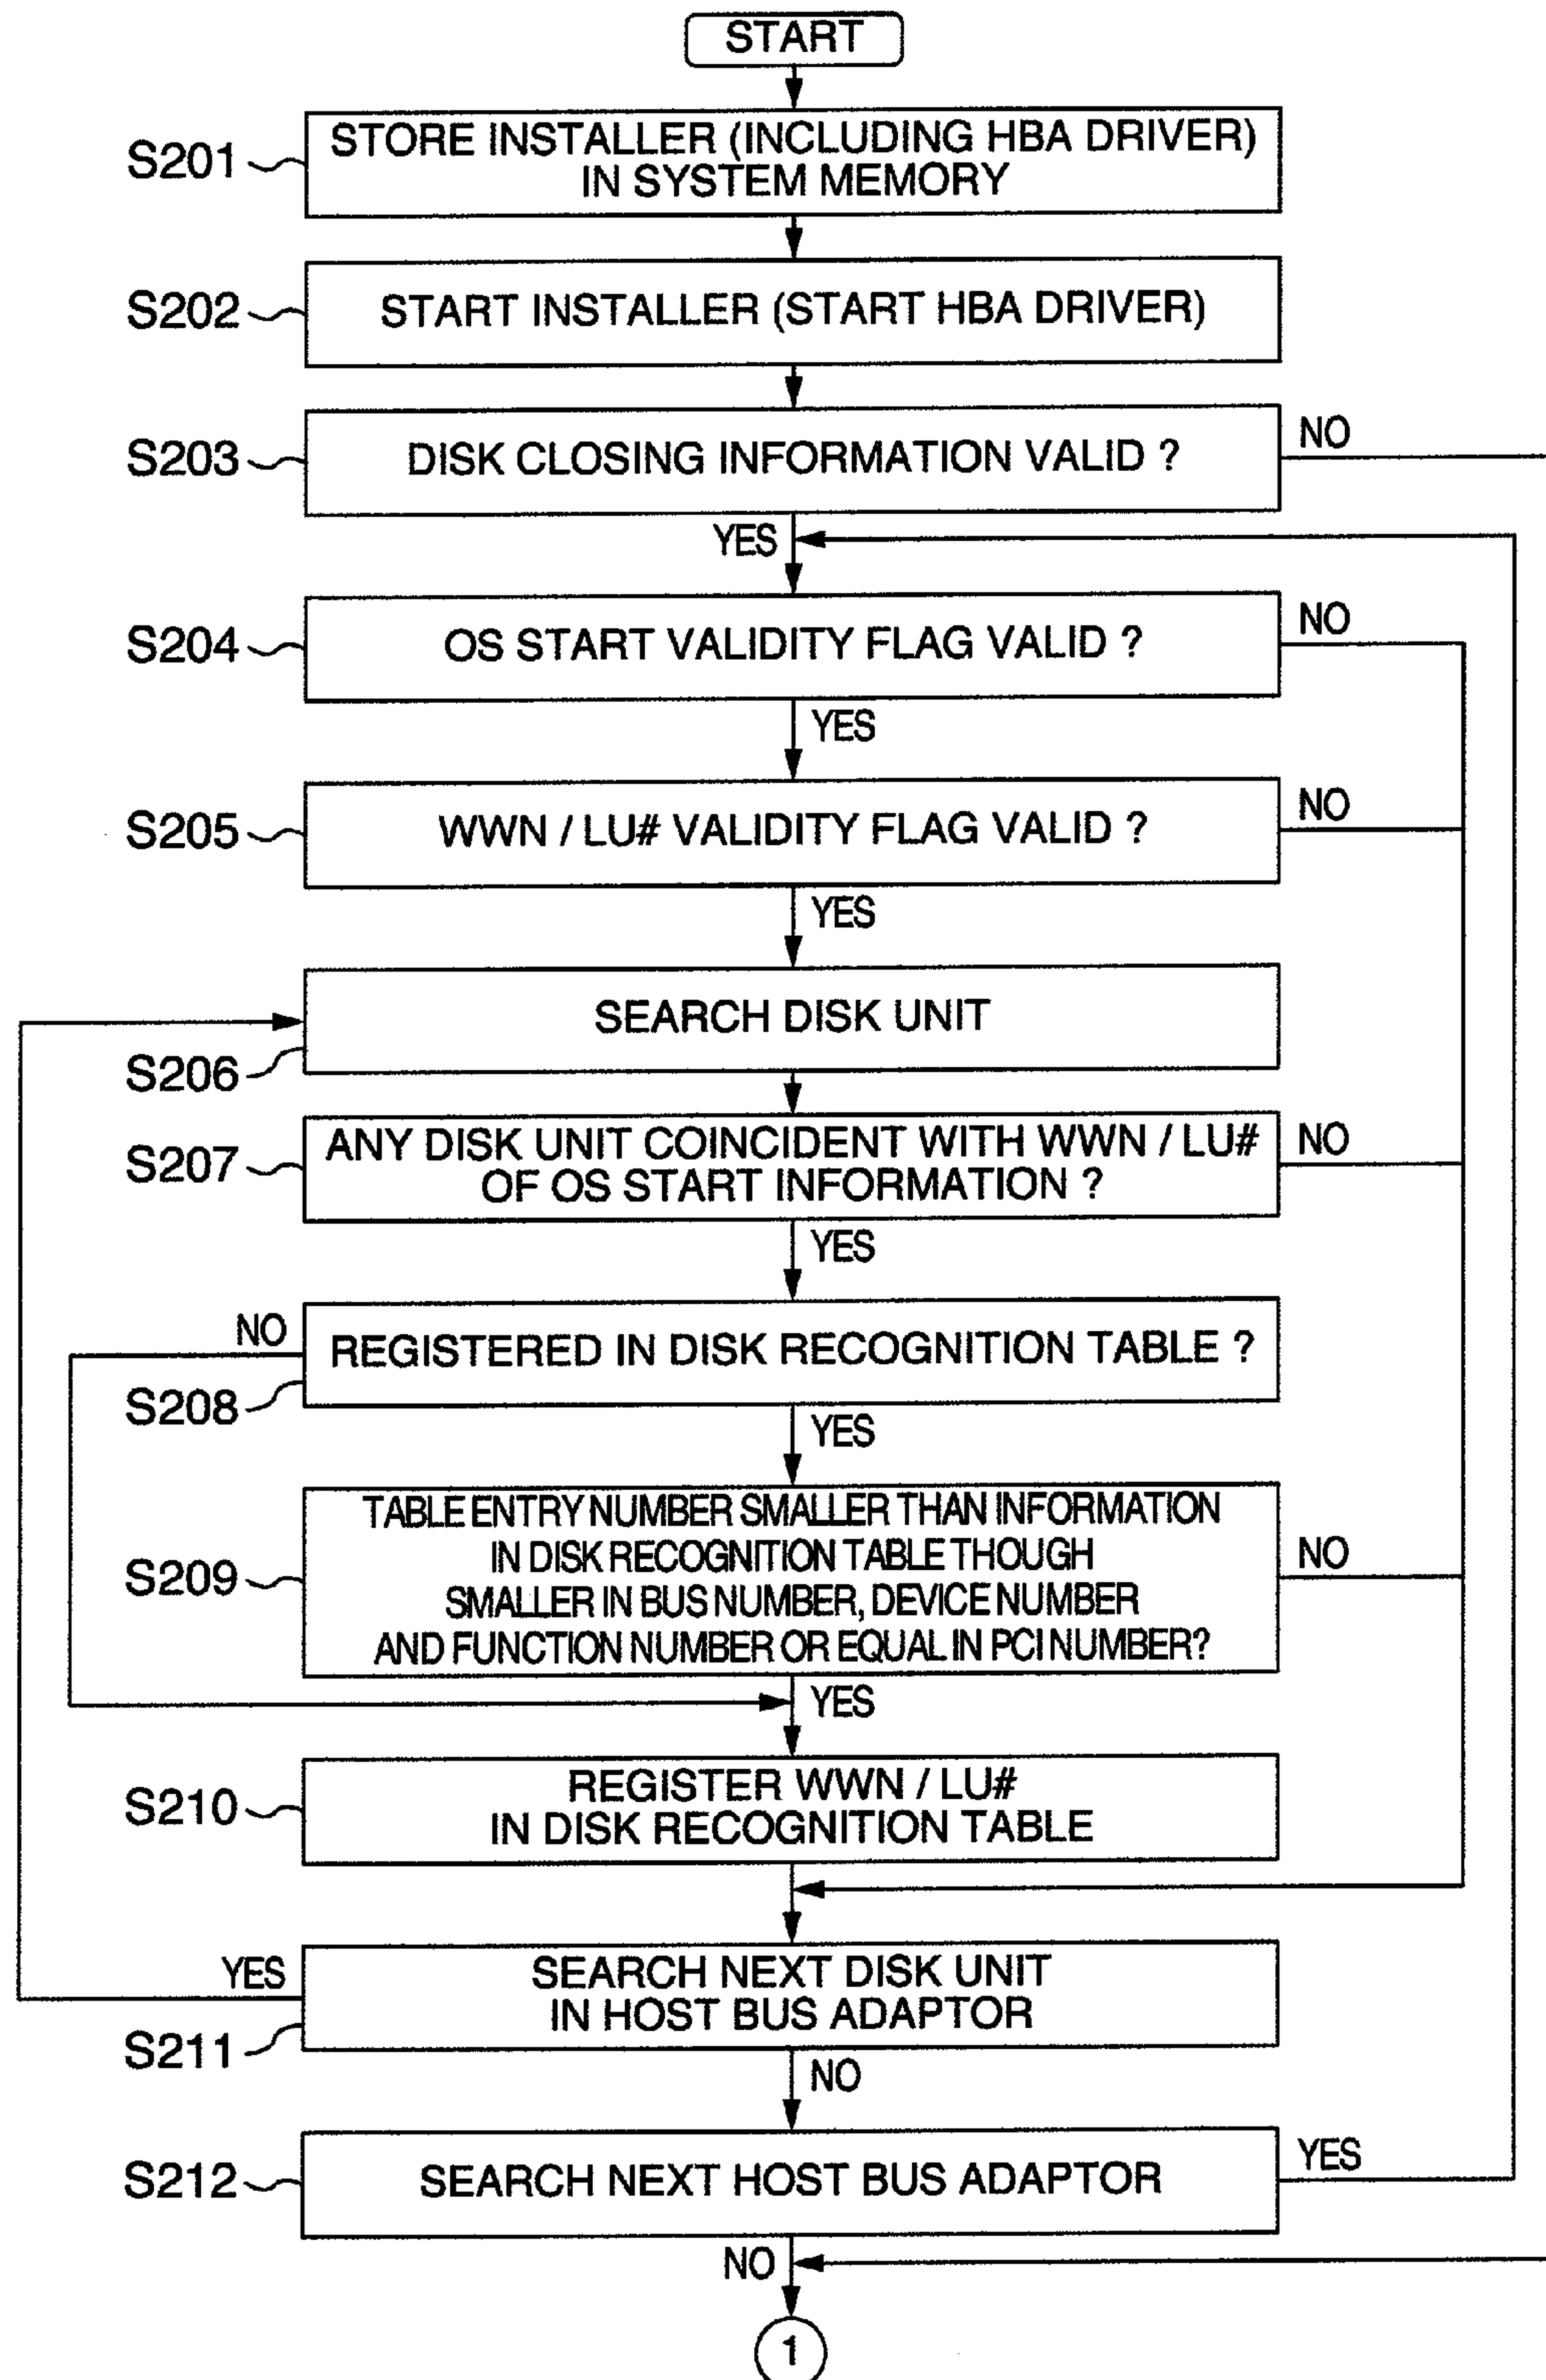 START
S201
STORE INSTALLER (INCLUDING HBA DRIVER)
IN SYSTEM MEMORY
S202
START INSTALLER (START HBA DRIVER)
S203
DISK CLOSING INFORMATION VALID ?
NO
YES
S204
OS START VALIDITY FLAG VALID ?
NO
YES
S205
WWN / LU# VALIDITY FLAG VALID ?
NO
YES
SEARCH DISK UNIT
S206
S207
ANY DISK UNIT COINCIDENT WITH WWN / LU#
OF OS START INFORMATION ?
NO
YES
NO
REGISTERED IN DISK RECOGNITION TABLE ?
S208
YES
S209
TABLE ENTRY NUMBER SMALLER THAN INFORMATION
IN DISK RECOGNITION TABLE THOUGH
SMALLER IN BUS NUMBER, DEVICE NUMBER
AND FUNCTION NUMBER OR EQUAL IN PCI NUMBER?
NO
YES
S210
REGISTER WWN / LU#
IN DISK RECOGNITION TABLE
YES
SEARCH NEXT DISK UNIT
IN HOST BUS ADAPTOR
S211
NO
S212
SEARCH NEXT HOST BUS ADAPTOR
YES
NO
1